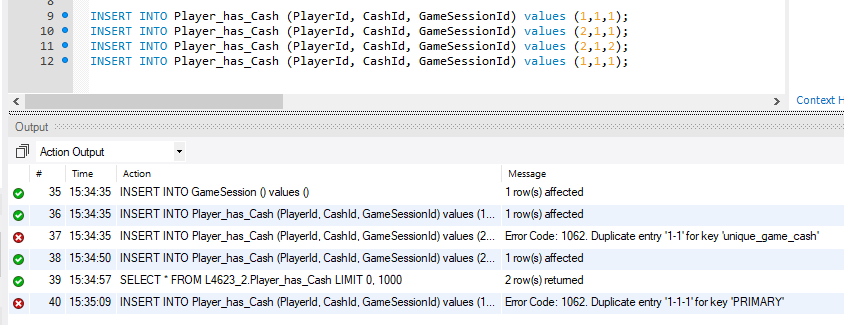 8
9 INSERT INTO Player_has_Cash (PlayerId, CashId, GameSessionId) values (1,1,1);
10 INSERT INTO Player_has_Cash (PlayerId, CashId, GameSessionId) values (2,1,1);
11 INSERT INTO Player_has_Cash (PlayerId, CashId, GameSessionId) values (2,1,2);
12 INSERT INTO Player_has_Cash (PlayerId, CashId, GameSessionId) values (1,1,1);
Context H
Output
Action Output
# Time Action Message
35 15:34:35 INSERT INTO GameSession () values () 1 row(s) affected
36 15:34:35 INSERT INTO Player_has_Cash (PlayerId, CashId, GameSessionId) values (1... 1 row(s) affected
37 15:34:35 INSERT INTO Player_has_Cash (PlayerId, CashId, GameSessionId) values (2... Error Code: 1062. Duplicate entry '1-1' for key 'unique_game_cash'
38 15:34:50 INSERT INTO Player_has_Cash (PlayerId, CashId, GameSessionId) values (2... 1 row(s) affected
39 15:34:57 SELECT * FROM L4623_2.Player_has_Cash LIMIT 0, 1000 2 row(s) returned
40 15:35:09 INSERT INTO Player_has_Cash (PlayerId, CashId, GameSessionId) values (1... Error Code: 1062. Duplicate entry '1-1-1' for key 'PRIMARY'